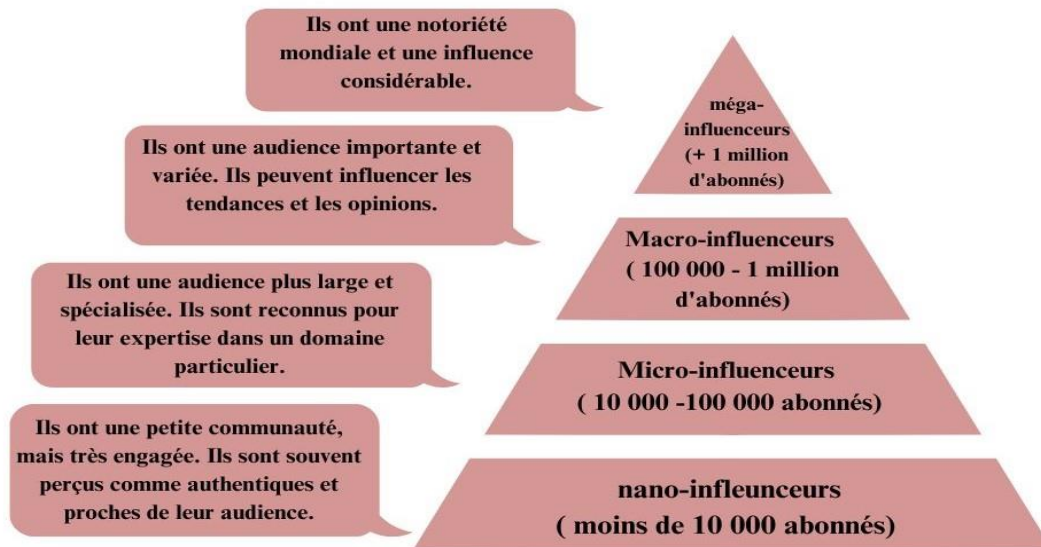 Ils ont une notoriété
mondiale et une influence
considérable.
méga-
influenceurs
(+ 1 million
d'abonnés)
Ils ont une audience importante et
variée. Ils peuvent influencer les
tendances et les opinions.
Macro-influenceurs
( 100 000 - 1 million
d'abonnés)
Ils ont une audience plus large et
spécialisée. Ils sont reconnus pour
leur expertise dans un domaine
particulier.
Micro-influenceurs
( 10 000 -100 000 abonnés)
Ils ont une petite communauté,
mais très engagée. Ils sont souvent
perçus comme authentiques et
proches de leur audience.
nano-infleunceurs
( moins de 10 000 abonnés)